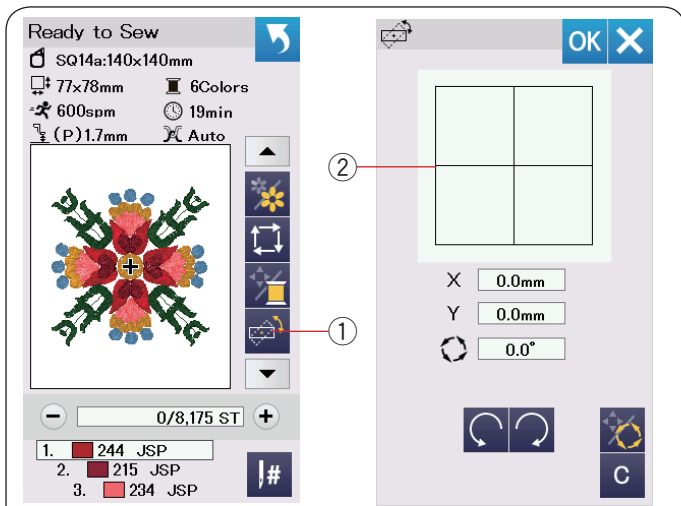 Ready to Sew
SQ14a:140×140mm
77×78mm 6Colors
600spm 19min
(P)1.7mm Auto
0/8,175 ST
1. 244 JSP
2. 215 JSP
3. 234 JSP
#
①
OK
②
X 0.0mm
Y 0.0mm
0.0°
C